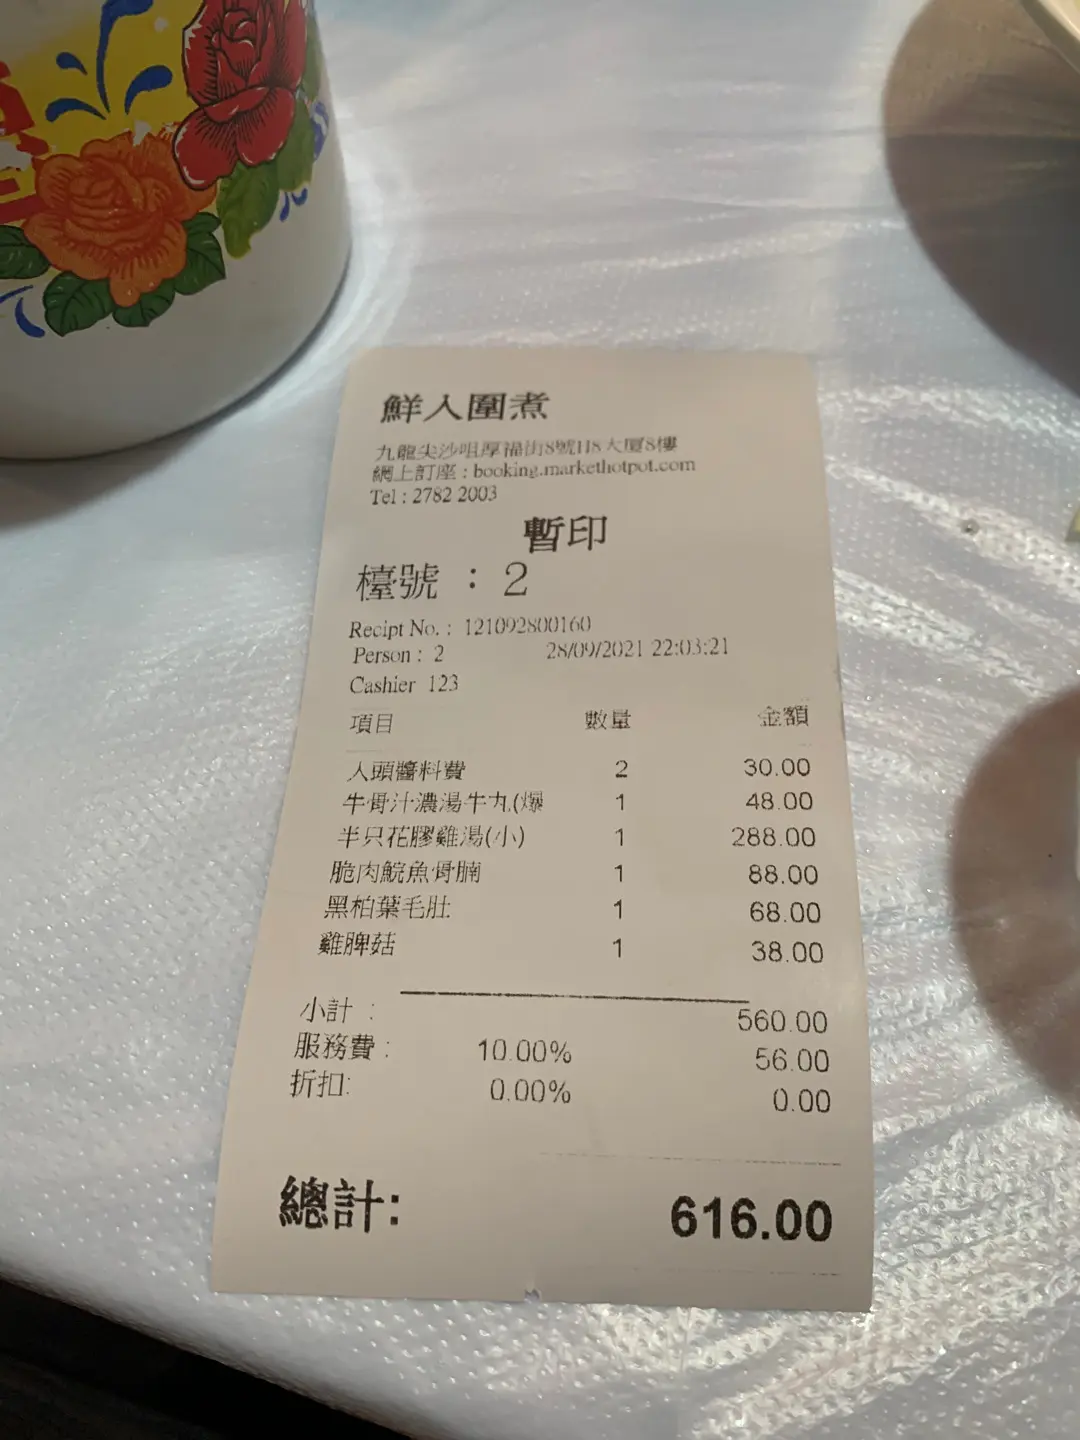 鮮入圍煮
九龍尖沙咀厚福街8號H8大廈8樓
網上訂座 : booking.markethotpot.com
Tel : 2782 2003
暫印
檯號 : 2
Recipt No. : 121092800160
Person : 2 28/09/2021 22:03:21
Cashier 123
項目 數量 金額
人頭醬料費 2 30.00
牛骨汁濃湯牛丸(爆 1 48.00
半只花膠雞湯(小) 1 288.00
脆肉鯇魚骨腩 1 88.00
黑柏葉毛肚 1 68.00
雞脾菇 1 38.00
小計 : 560.00
服務費 : 10.00% 56.00
折扣: 0.00% 0.00
總計: 616.00